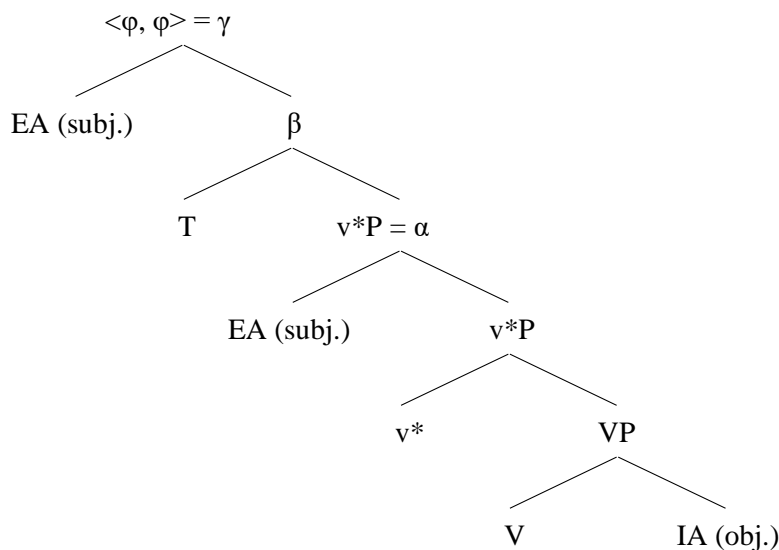 <φ, φ> = γ
EA (subj.) β
T v*P = α
EA (subj.) v*P
v* VP
V IA (obj.)